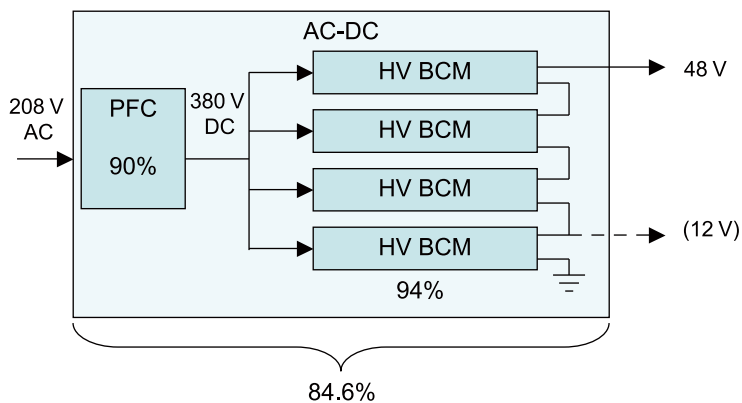 AC-DC
208 V
AC
PFC
90%
380 V
DC
HV BCM
HV BCM
HV BCM
HV BCM
94%
48 V
(12 V)
84.6%